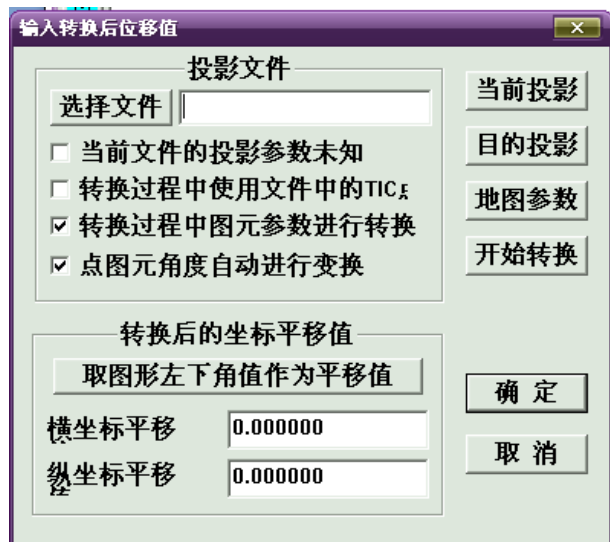 输入转换后位移值
投影文件
选择文件
当前文件的投影参数未知
转换过程中使用文件中的TIC
转换过程中图元参数进行转换
点图元角度自动进行变换
当前投影
目的投影
地图参数
开始转换
转换后的坐标平移值
取图形左下角值作为平移值
横坐标平移 0.000000
纵坐标平移 0.000000
确 定
取 消